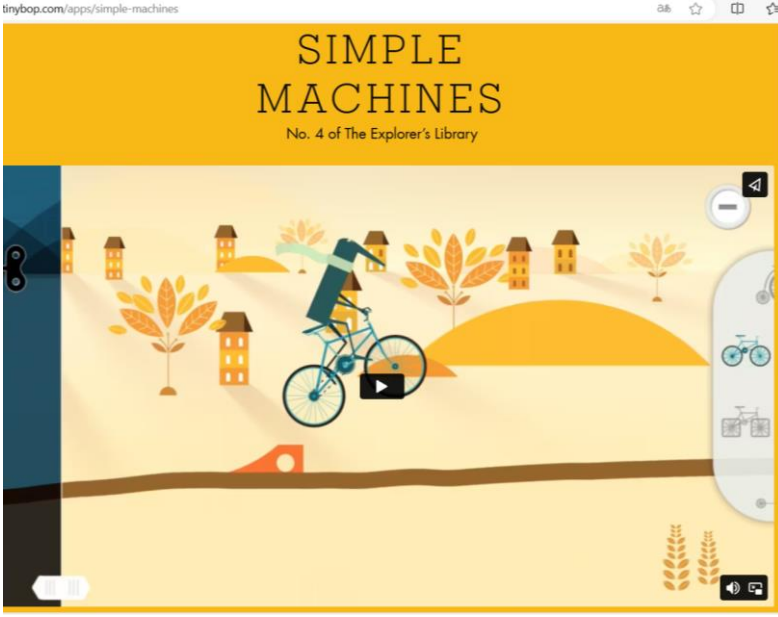 tinybop.com/apps/simple-machines
SIMPLE
MACHINES
No. 4 of The Explorer's Library